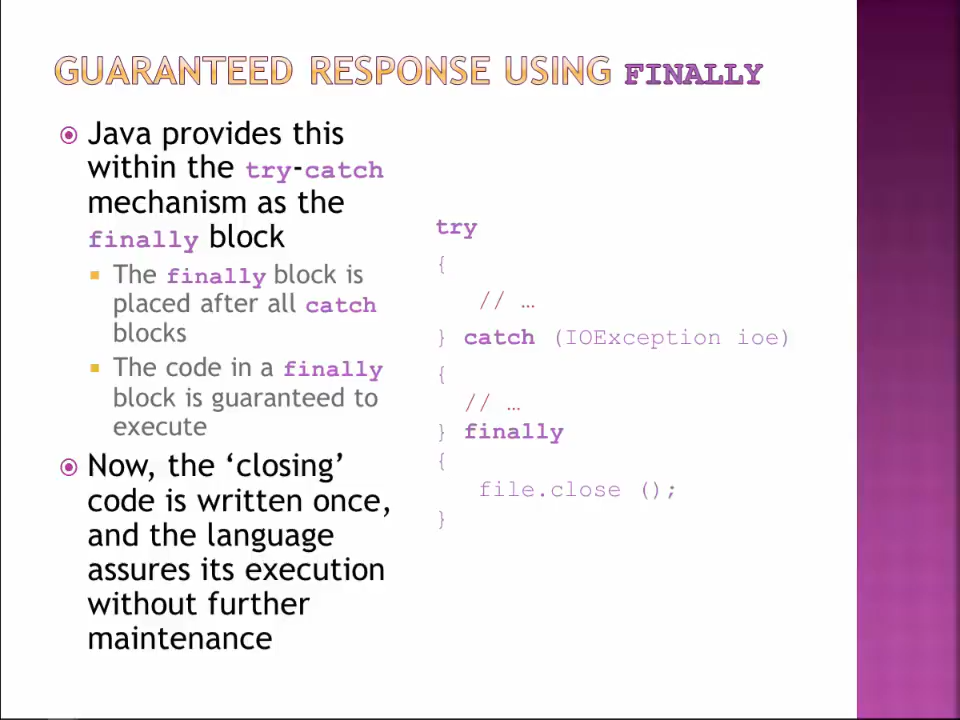 GUARANTEED RESPONSE USING FINALLY
Java provides this
within the try-catch
mechanism as the
finally block
The finally block is
placed after all catch
blocks
The code in a finally
block is guaranteed to
execute
Now, the ‘closing’
code is written once,
and the language
assures its execution
without further
maintenance
try
{
// …
} catch (IOException ioe)
{
// …
} finally
{
file.close ();
}